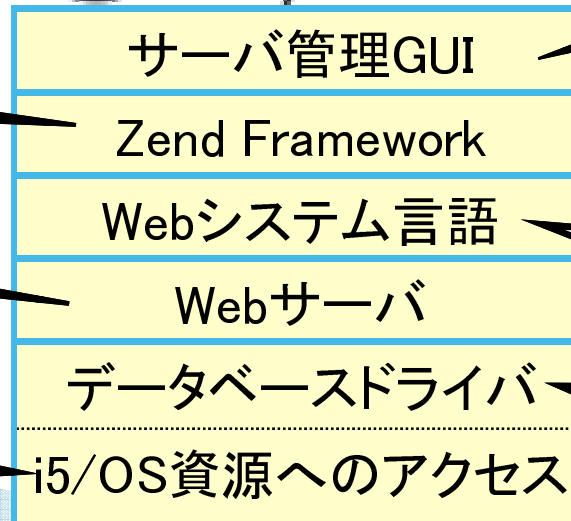 サーバ管理GUI
Zend Framework
Webシステム言語
Webサーバ
データベースドライバ
i5/OS資源へのアクセス